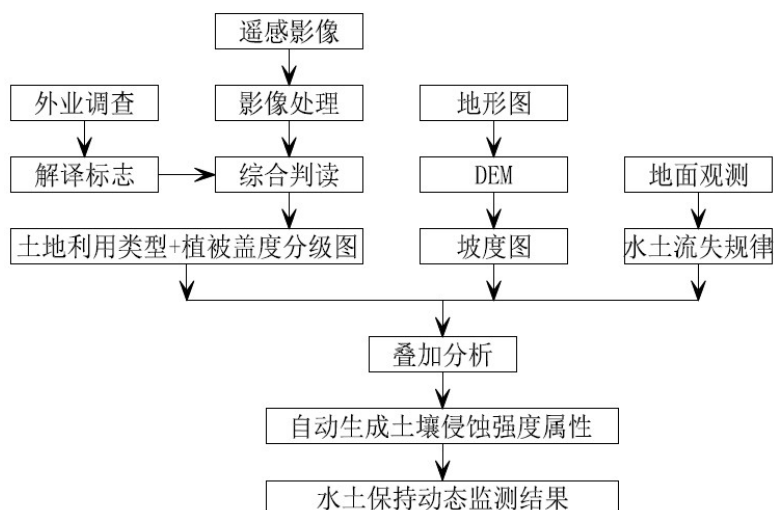 遥感影像
外业调查
影像处理
地形图
解译标志
综合判读
DEM
地面观测
土地利用类型+植被盖度分级图
坡度图
水土流失规律
叠加分析
自动生成土壤侵蚀强度属性
水土保持动态监测结果